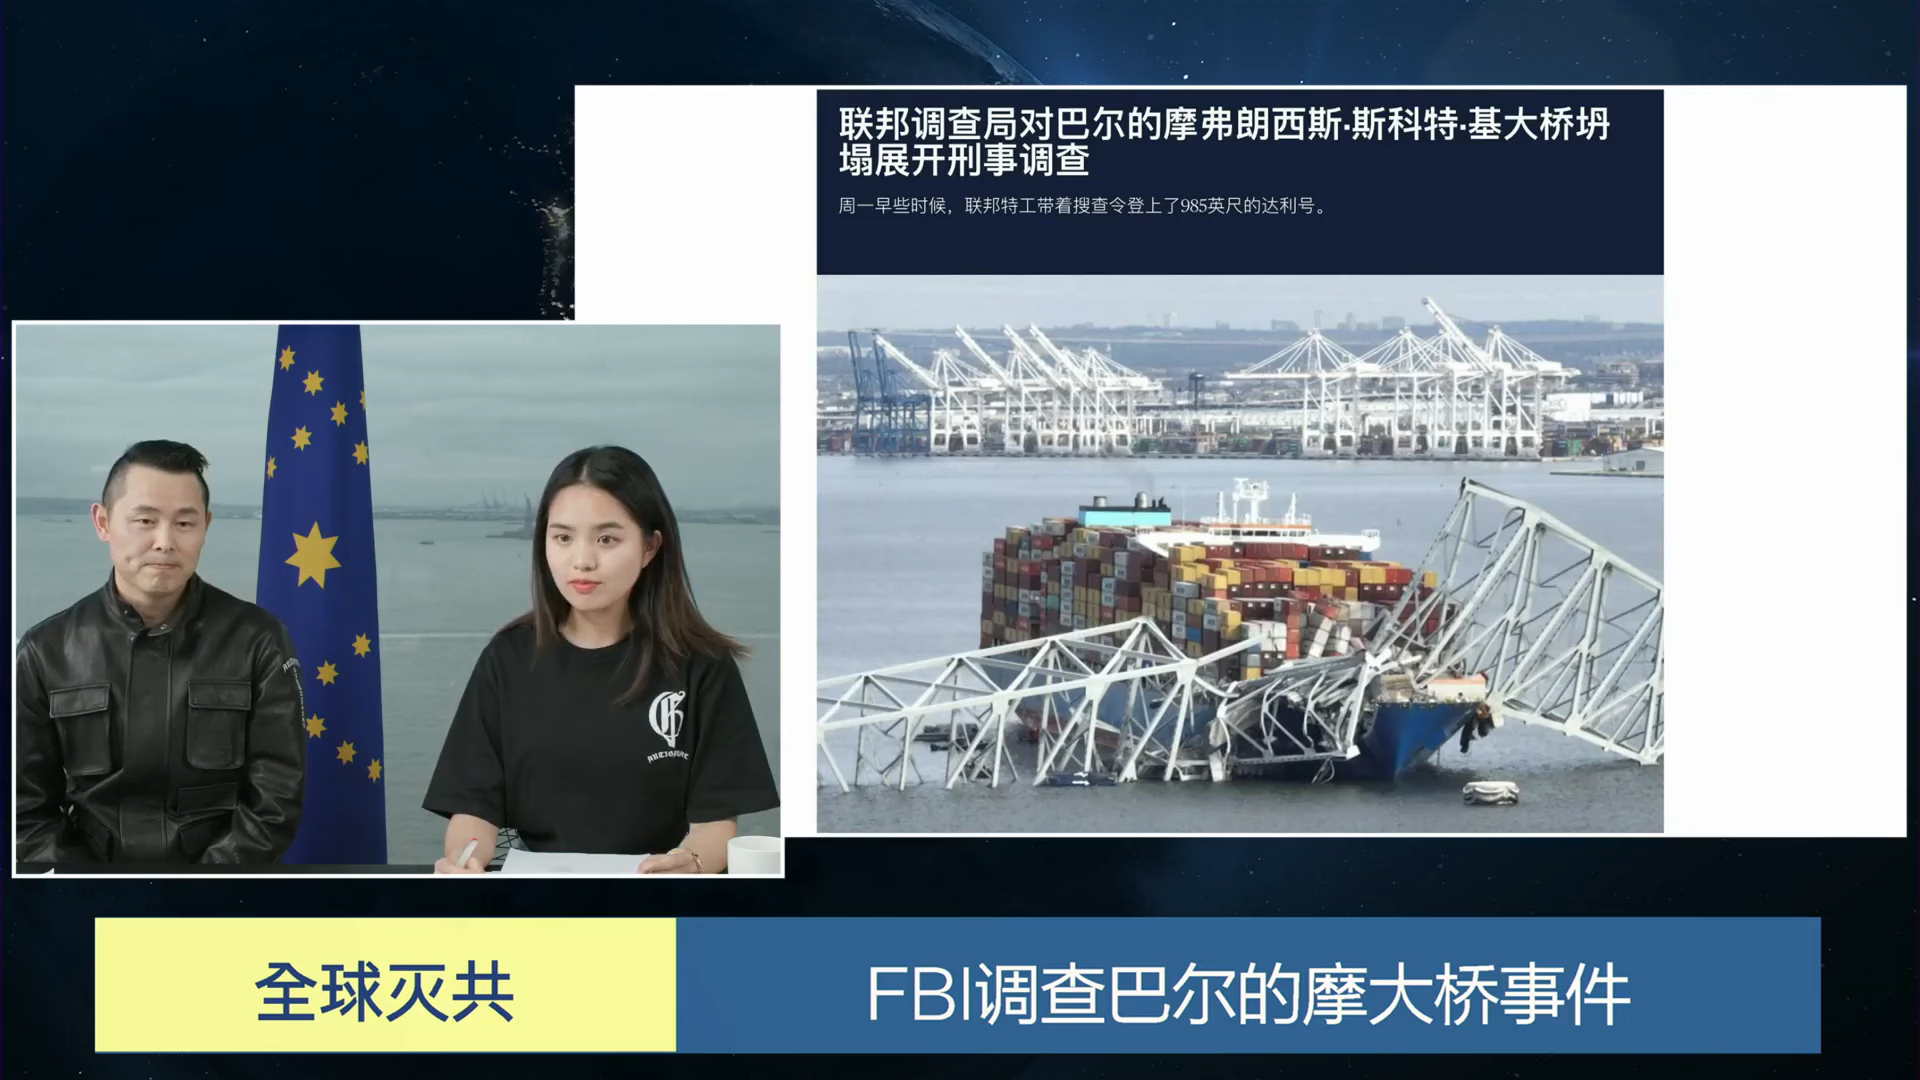 联邦调查局对巴尔的摩弗朗西斯·斯科特·基大桥坍
塌展开刑事调查
周一早些时候，联邦特工带着搜查令登上了985英尺的达利号。
全球灭共
FBI调查巴尔的摩大桥事件